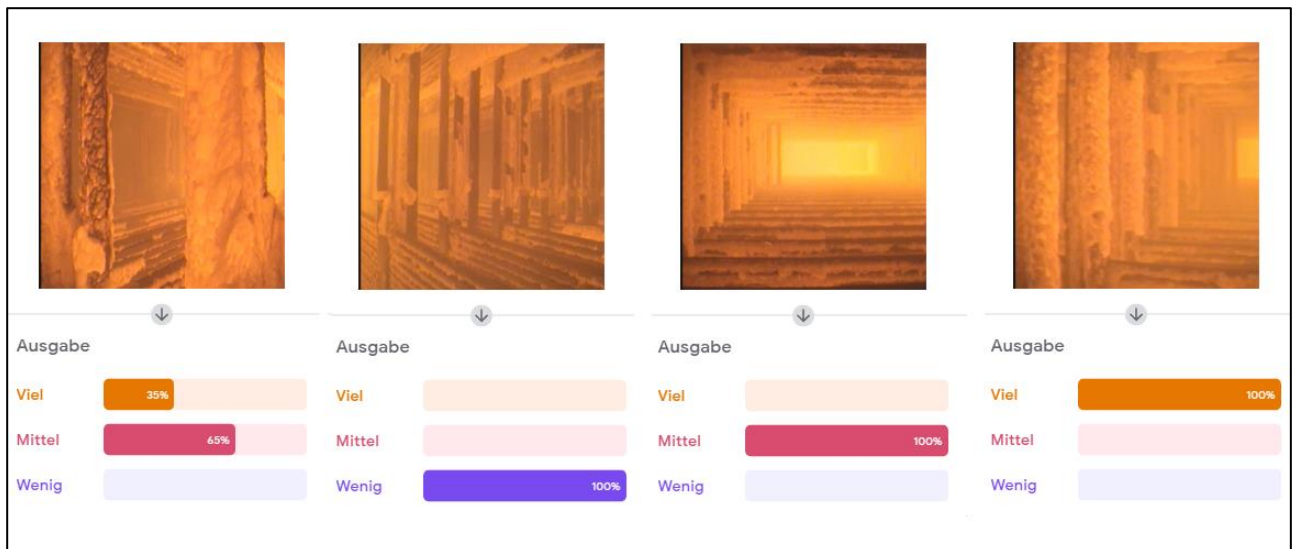 Ausgabe
Viel 35%
Mittel 65%
Wenig
Ausgabe
Viel
Mittel
Wenig 100%
Ausgabe
Viel
Mittel 100%
Wenig
Ausgabe
Viel 100%
Mittel
Wenig